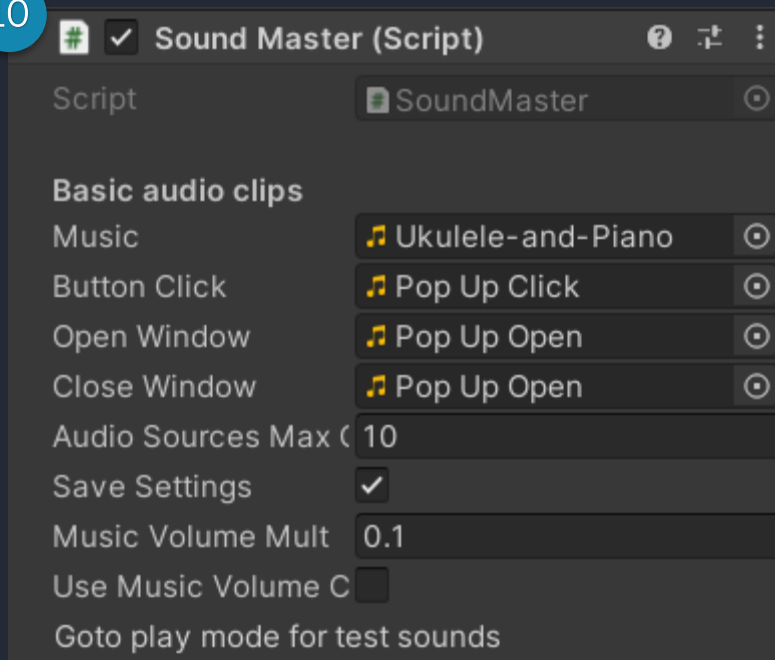 10
# Sound Master (Script)
Script # SoundMaster
Basic audio clips
Music Ukulele-and-Piano
Button Click Pop Up Click
Open Window Pop Up Open
Close Window Pop Up Open
Audio Sources Max 10
Save Settings
Music Volume Mult 0.1
Use Music Volume C
Goto play mode for test sounds